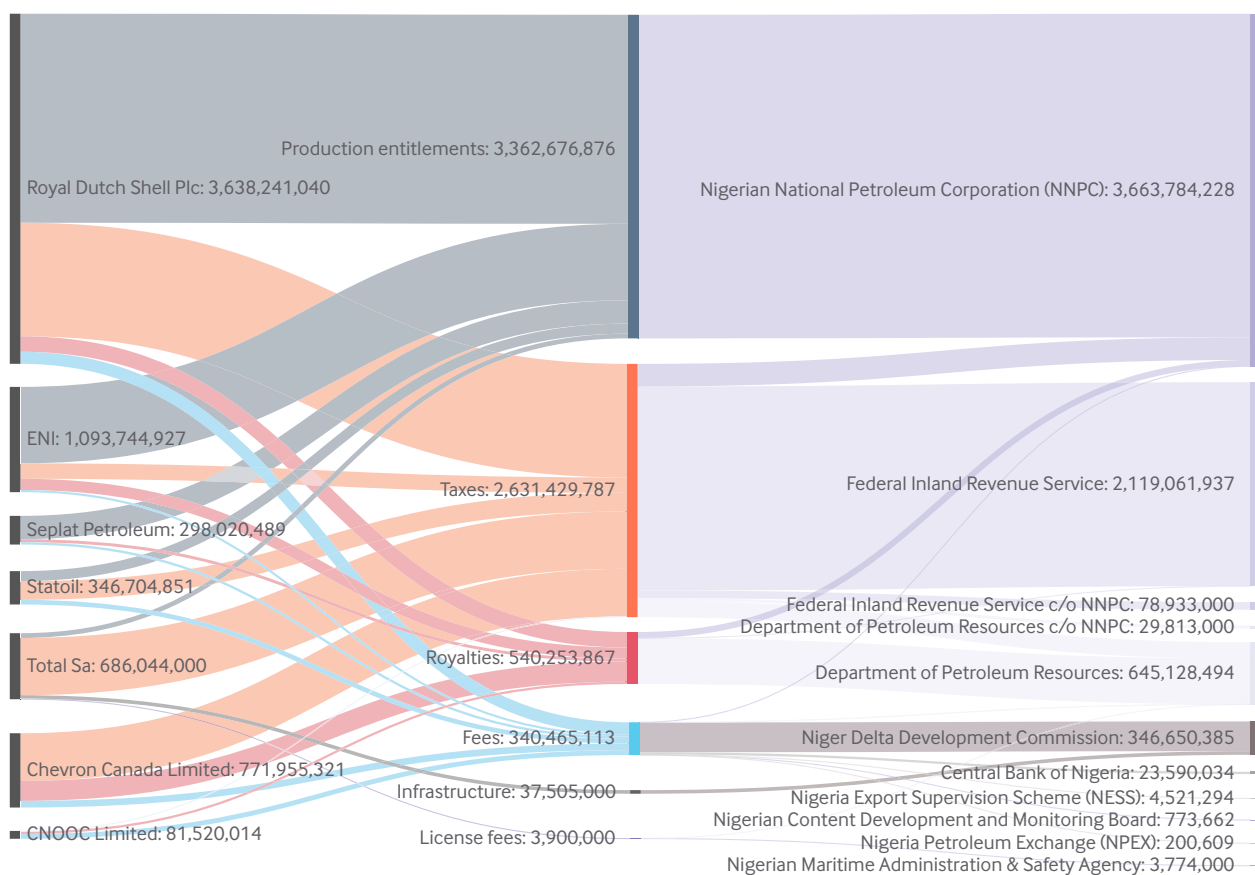 Royal Dutch Shell Plc: 3,638,241,040
ENI: 1,093,744,927
Seplat Petroleum: 298,020,489
Statoil: 346,704,851
Total Sa: 686,044,000
Chevron Canada Limited: 771,955,321
CNOOC Limited: 81,520,014
Production entitlements: 3,362,676,876
Taxes: 2,631,429,787
Royalties: 540,253,867
Fees: 340,465,113
Infrastructure: 37,505,000
License fees: 3,900,000
Nigerian National Petroleum Corporation (NNPC): 3,663,784,228
Federal Inland Revenue Service: 2,119,061,937
Federal Inland Revenue Service c/o NNPC: 78,933,000
Department of Petroleum Resources c/o NNPC: 29,813,000
Department of Petroleum Resources: 645,128,494
Niger Delta Development Commission: 346,650,385
Central Bank of Nigeria: 23,590,034
Nigeria Export Supervision Scheme (NESS): 4,521,294
Nigerian Content Development and Monitoring Board: 773,662
Nigeria Petroleum Exchange (NPEX): 200,609
Nigerian Maritime Administration & Safety Agency: 3,774,000